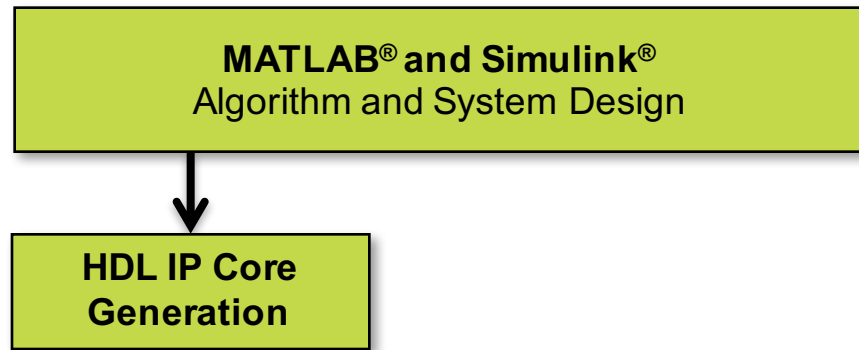 MATLAB® and Simulink®
Algorithm and System Design
HDL IP Core
Generation